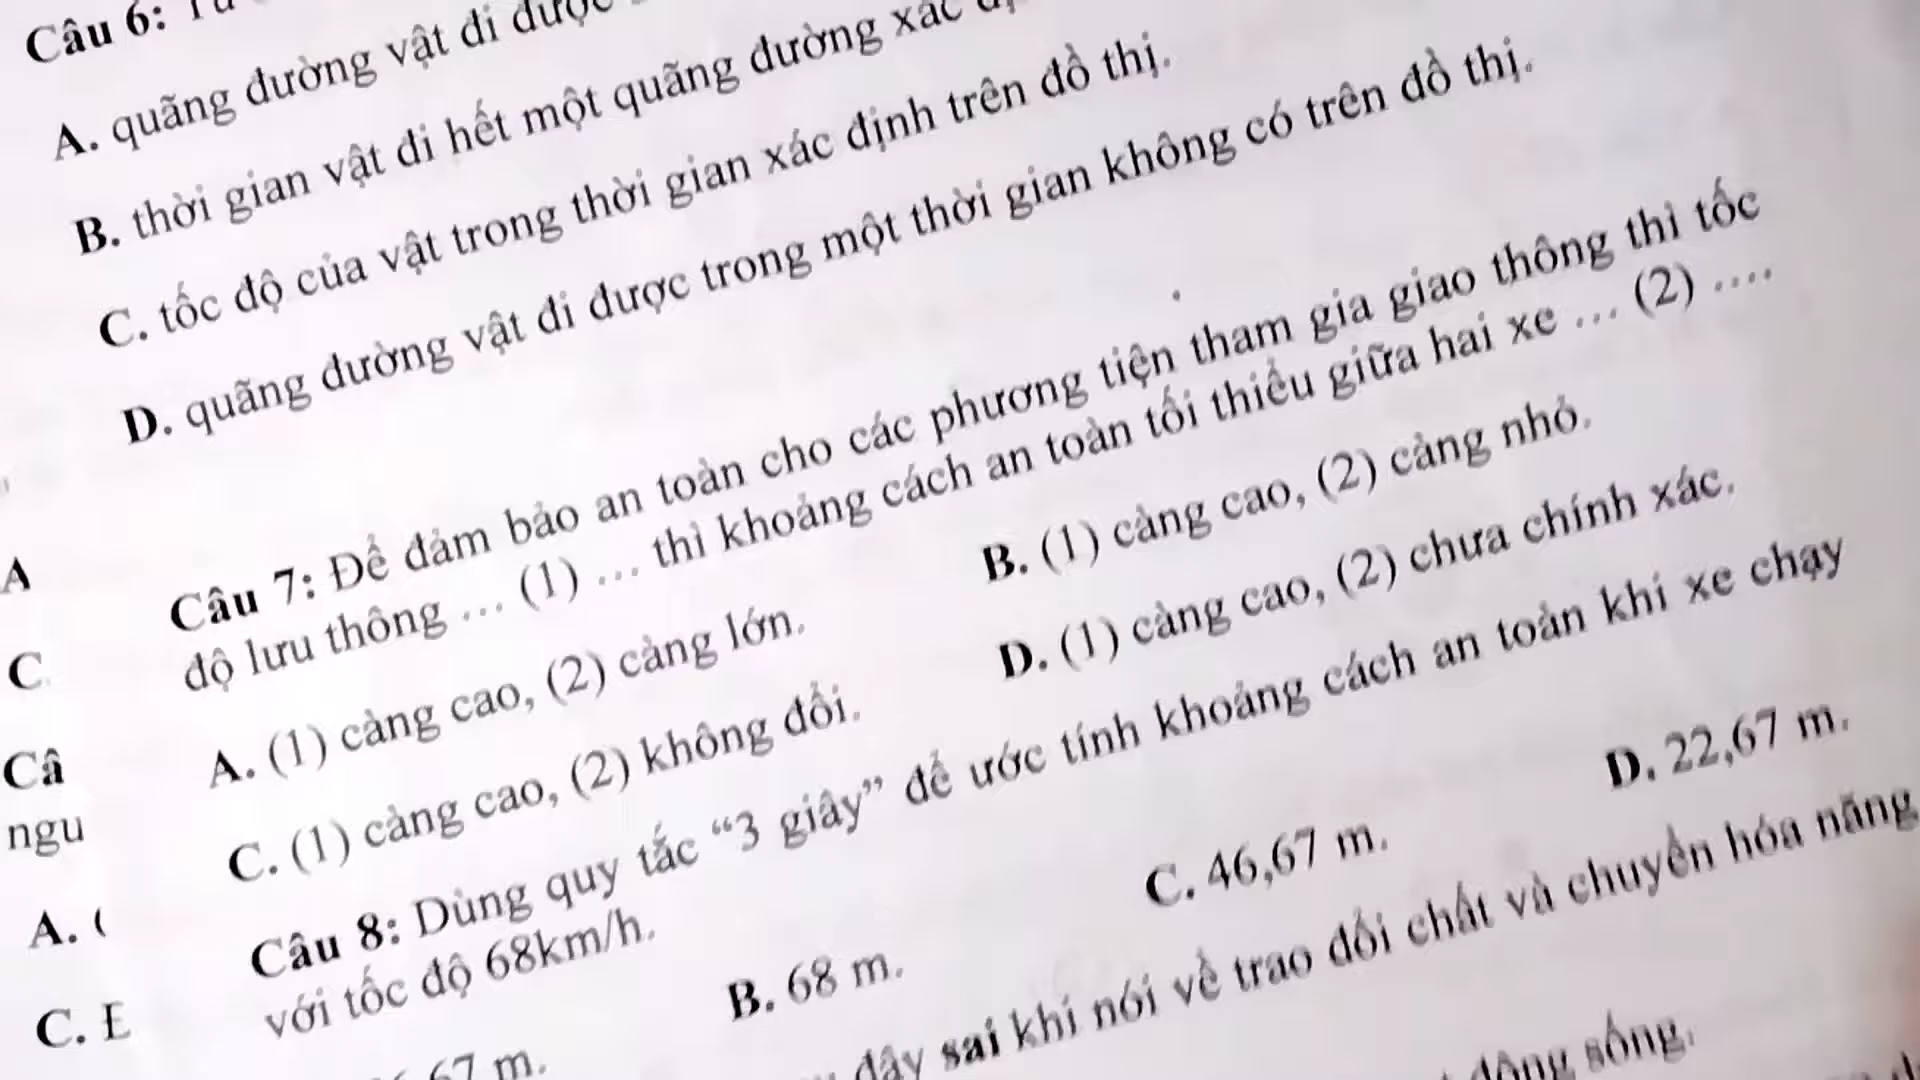 Câu 6:
A. quãng đường vật đi được
B. thời gian vật đi hết một quãng đường xác
C. tốc độ của vật trong thời gian xác định trên đồ thị.
D. quãng đường vật đi được trong một thời gian không có trên đồ thị.
Câu 7: Để đảm bảo an toàn cho các phương tiện tham gia giao thông thì tốc
độ lưu thông ... (1) ... thì khoảng cách an toàn tối thiểu giữa hai xe ... (2) ....
A. (1) càng cao, (2) càng lớn.
B. (1) càng cao, (2) càng nhỏ.
C. (1) càng cao, (2) không đổi.
D. (1) càng cao, (2) chưa chính xác.
Câu 8: Dùng quy tắc “3 giây” để ước tính khoảng cách an toàn khi xe chạy
với tốc độ 68km/h.
67 m.
B. 68 m.
C. 46,67 m.
D. 22,67 m.
đây sai khi nói về trao đổi chất và chuyển hóa năng
sống.
A
C.
Câ
ngu
A. (
C. E